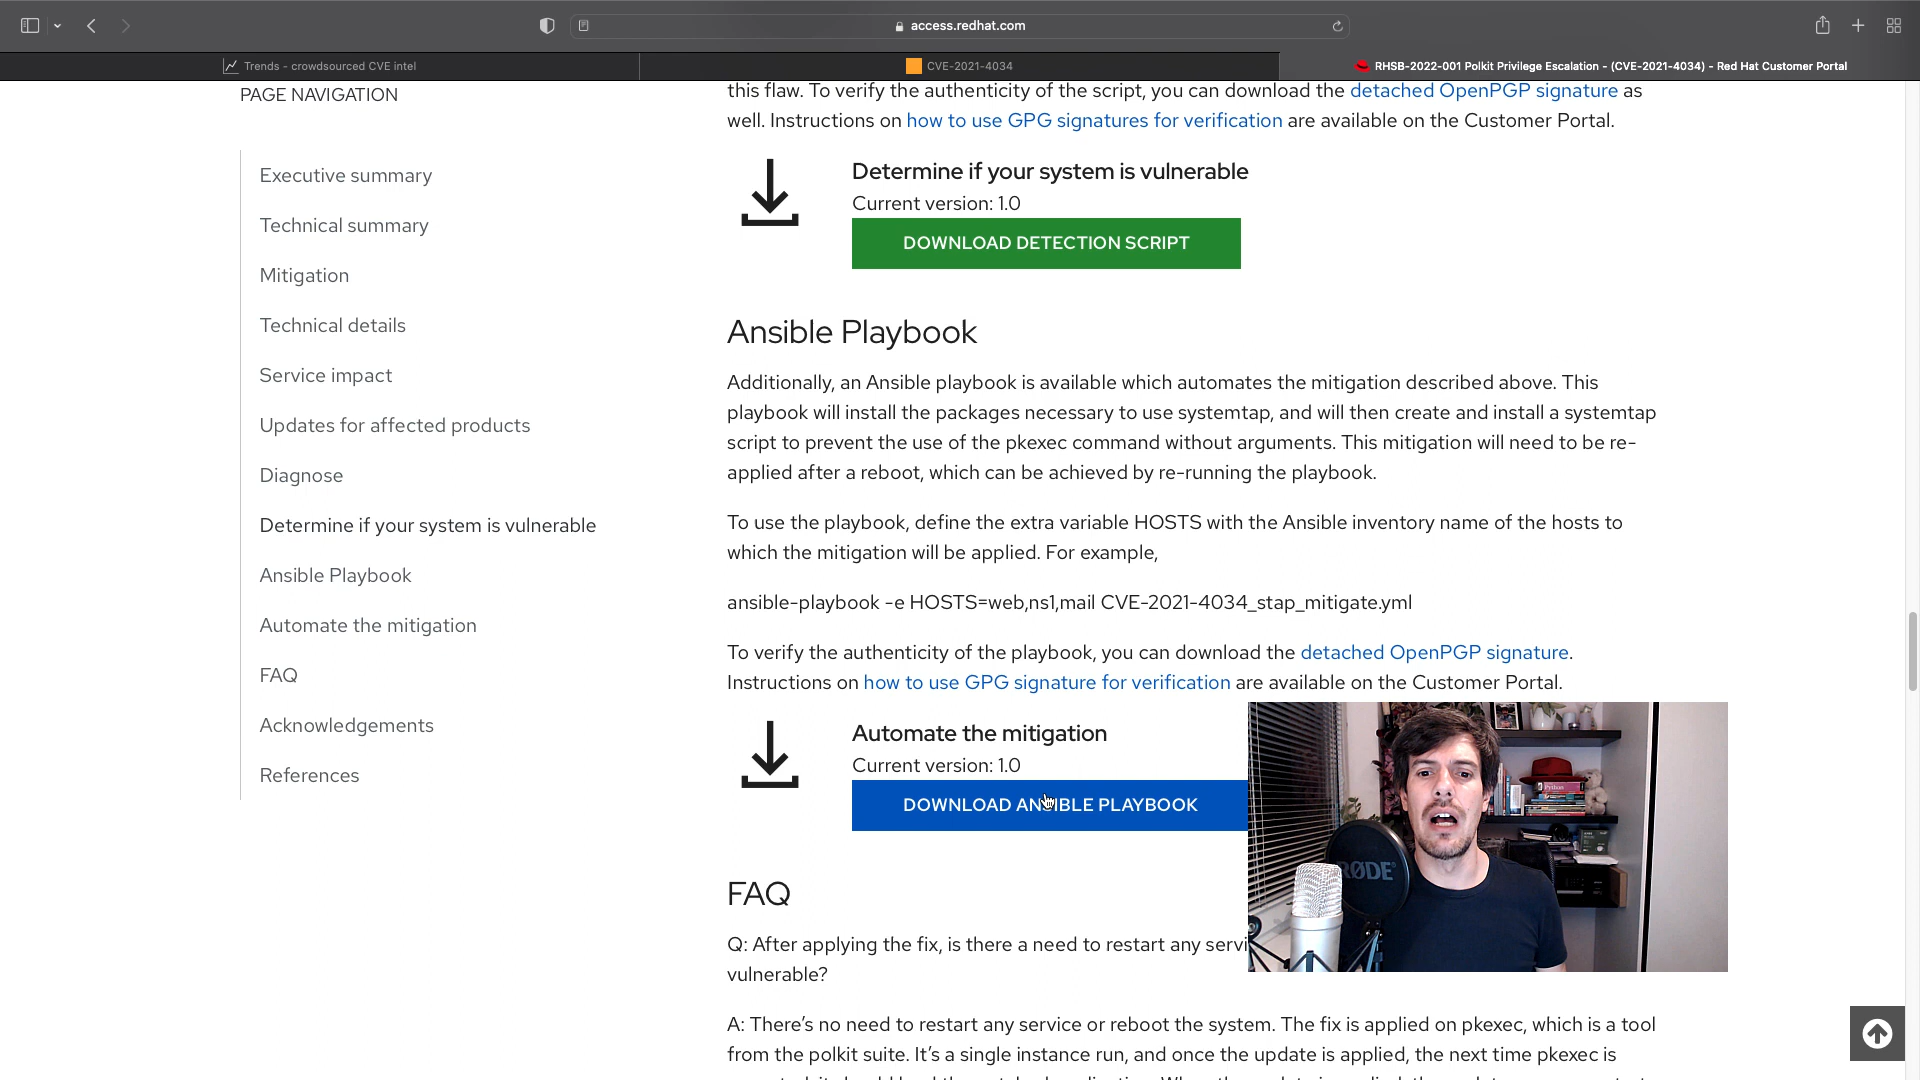 access.redhat.com
Trends - crowdsourced CVE intel
CVE-2021-4034
RHSB-2022-001 Polkit Privilege Escalation - (CVE-2021-4034) - Red Hat Customer Portal
PAGE NAVIGATION
Executive summary
Technical summary
Mitigation
Technical details
Service impact
Updates for affected products
Diagnose
Determine if your system is vulnerable
Ansible Playbook
Automate the mitigation
FAQ
Acknowledgements
References
this flaw. To verify the authenticity of the script, you can download the detached OpenPGP signature as
well. Instructions on how to use GPG signatures for verification are available on the Customer Portal.
Determine if your system is vulnerable
Current version: 1.0
DOWNLOAD DETECTION SCRIPT
Ansible Playbook
Additionally, an Ansible playbook is available which automates the mitigation described above. This
playbook will install the packages necessary to use systemtap, and will then create and install a systemtap
script to prevent the use of the pkexec command without arguments. This mitigation will need to be re-
applied after a reboot, which can be achieved by re-running the playbook.
To use the playbook, define the extra variable HOSTS with the Ansible inventory name of the hosts to
which the mitigation will be applied. For example,
ansible-playbook -e HOSTS=web,ns1,mail CVE-2021-4034_stap_mitigate.yml
To verify the authenticity of the playbook, you can download the detached OpenPGP signature.
Instructions on how to use GPG signature for verification are available on the Customer Portal.
Automate the mitigation
Current version: 1.0
DOWNLOAD ANSIBLE PLAYBOOK
FAQ
Q: After applying the fix, is there a need to restart any servi
vulnerable?
A: There's no need to restart any service or reboot the system. The fix is applied on pkexec, which is a tool
from the polkit suite. It's a single instance run, and once the update is applied, the next time pkexec is
RØDE
Python